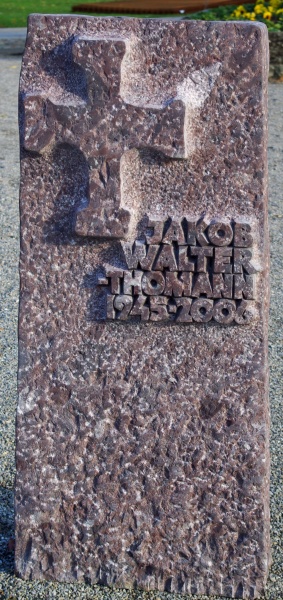 JAKOB
WALTER
-THOMANN
1945-2006